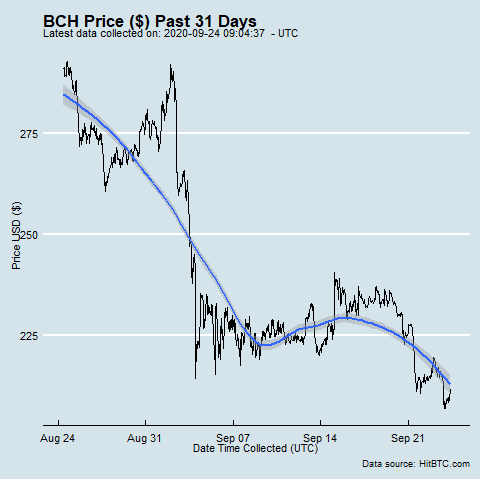 BCH Price ($) Past 31 Days
Latest data collected on: 2020-09-24 09:04:37  - UTC
275
250
225
Price USD ($)
Aug 24 Aug 31 Sep 07 Sep 14 Sep 21
Date Time Collected (UTC)
Data source: HitBTC.com